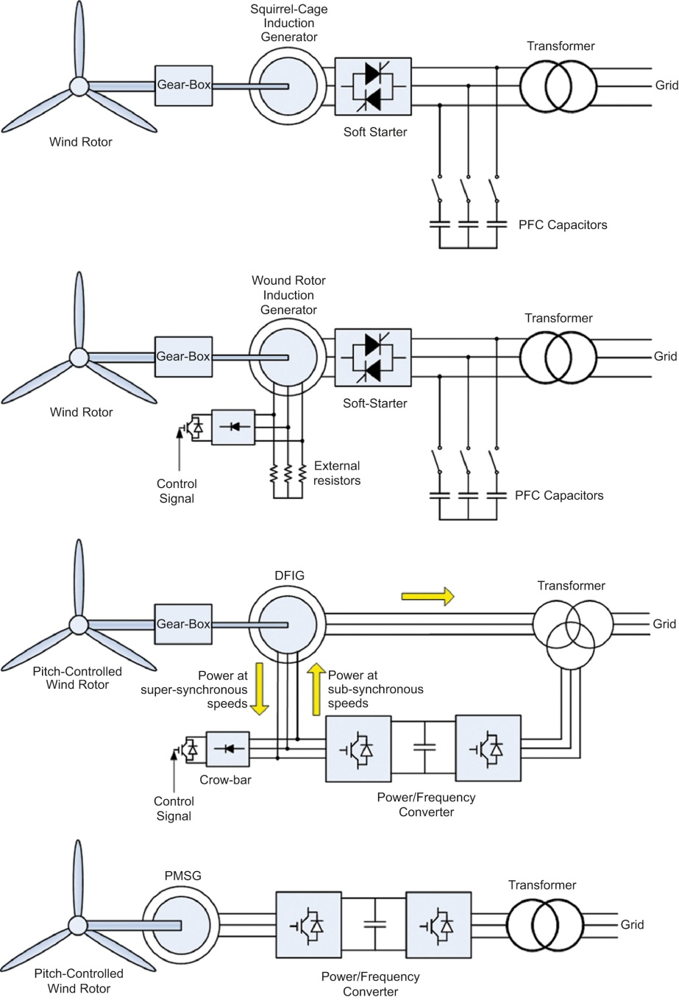 Squirrel-Cage
Induction
Generator
Transformer
Gear-Box
Grid
Soft Starter
Wind Rotor
PFC Capacitors
Wound Rotor
Induction
Generator
Transformer
Gear-Box
Grid
Soft-Starter
Wind Rotor
External
resistors
Control
Signal
PFC Capacitors
DFIG
Transformer
Gear-Box
Grid
Pitch-Controlled
Wind Rotor
Power at
super-synchronous
speeds
Power at
sub-synchronous
speeds
Crow-bar
Control
Signal
Power/Frequency
Converter
PMSG
Transformer
Grid
Pitch-Controlled
Wind Rotor
Power/Frequency
Converter